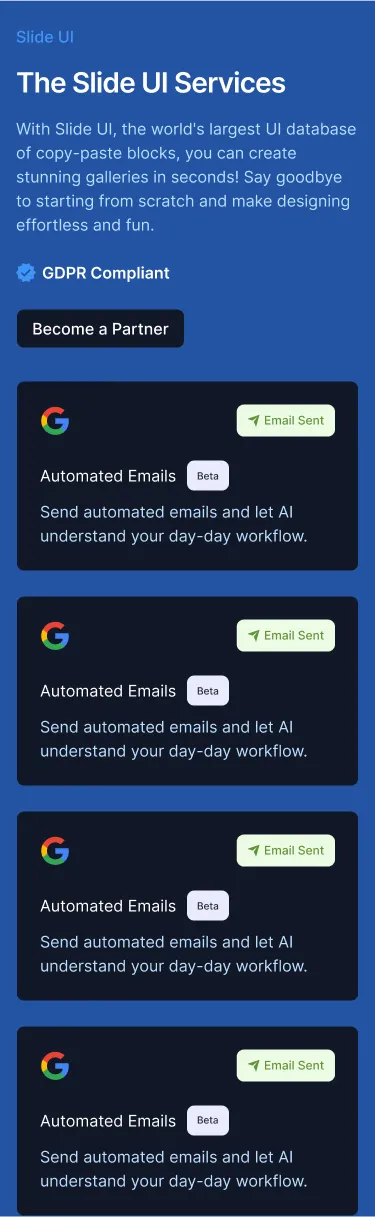 Slide UI
The Slide UI Services
With Slide UI, the world's largest UI database
of copy-paste blocks, you can create
stunning galleries in seconds! Say goodbye
to starting from scratch and make designing
effortless and fun.
GDPR Compliant
Become a Partner
Email Sent
Automated Emails Beta
Send automated emails and let AI
understand your day-day workflow.
Email Sent
Automated Emails Beta
Send automated emails and let AI
understand your day-day workflow.
Email Sent
Automated Emails Beta
Send automated emails and let AI
understand your day-day workflow.
Email Sent
Automated Emails Beta
Send automated emails and let AI
understand your day-day workflow.